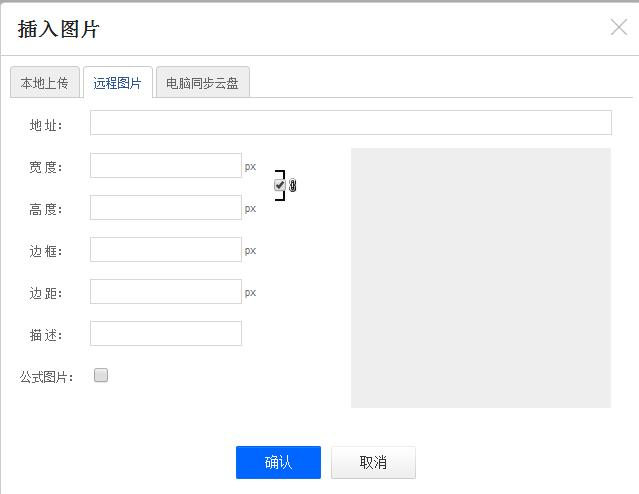 插入图片
本地上传 远程图片 电脑同步云盘
地址：
宽度： px
高度： px
边框： px
边距： px
描述：
公式图片：
确认 取消